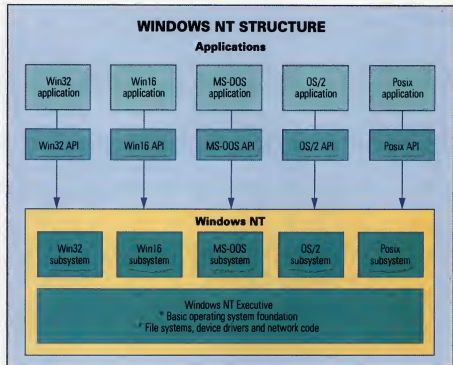 WINDOWS NT STRUCTURE
Applications
Win32 application
Win16 application
MS-DOS application
OS/2 application
Posix application
Win32 API
Win16 API
MS-DOS API
OS/2 API
Posix API
Windows NT
Win32 subsystem
Win16 subsystem
MS-DOS subsystem
OS/2 subsystem
Posix subsystem
Windows NT Executive
* Basic operating system foundation
* File systems, device drivers and network code